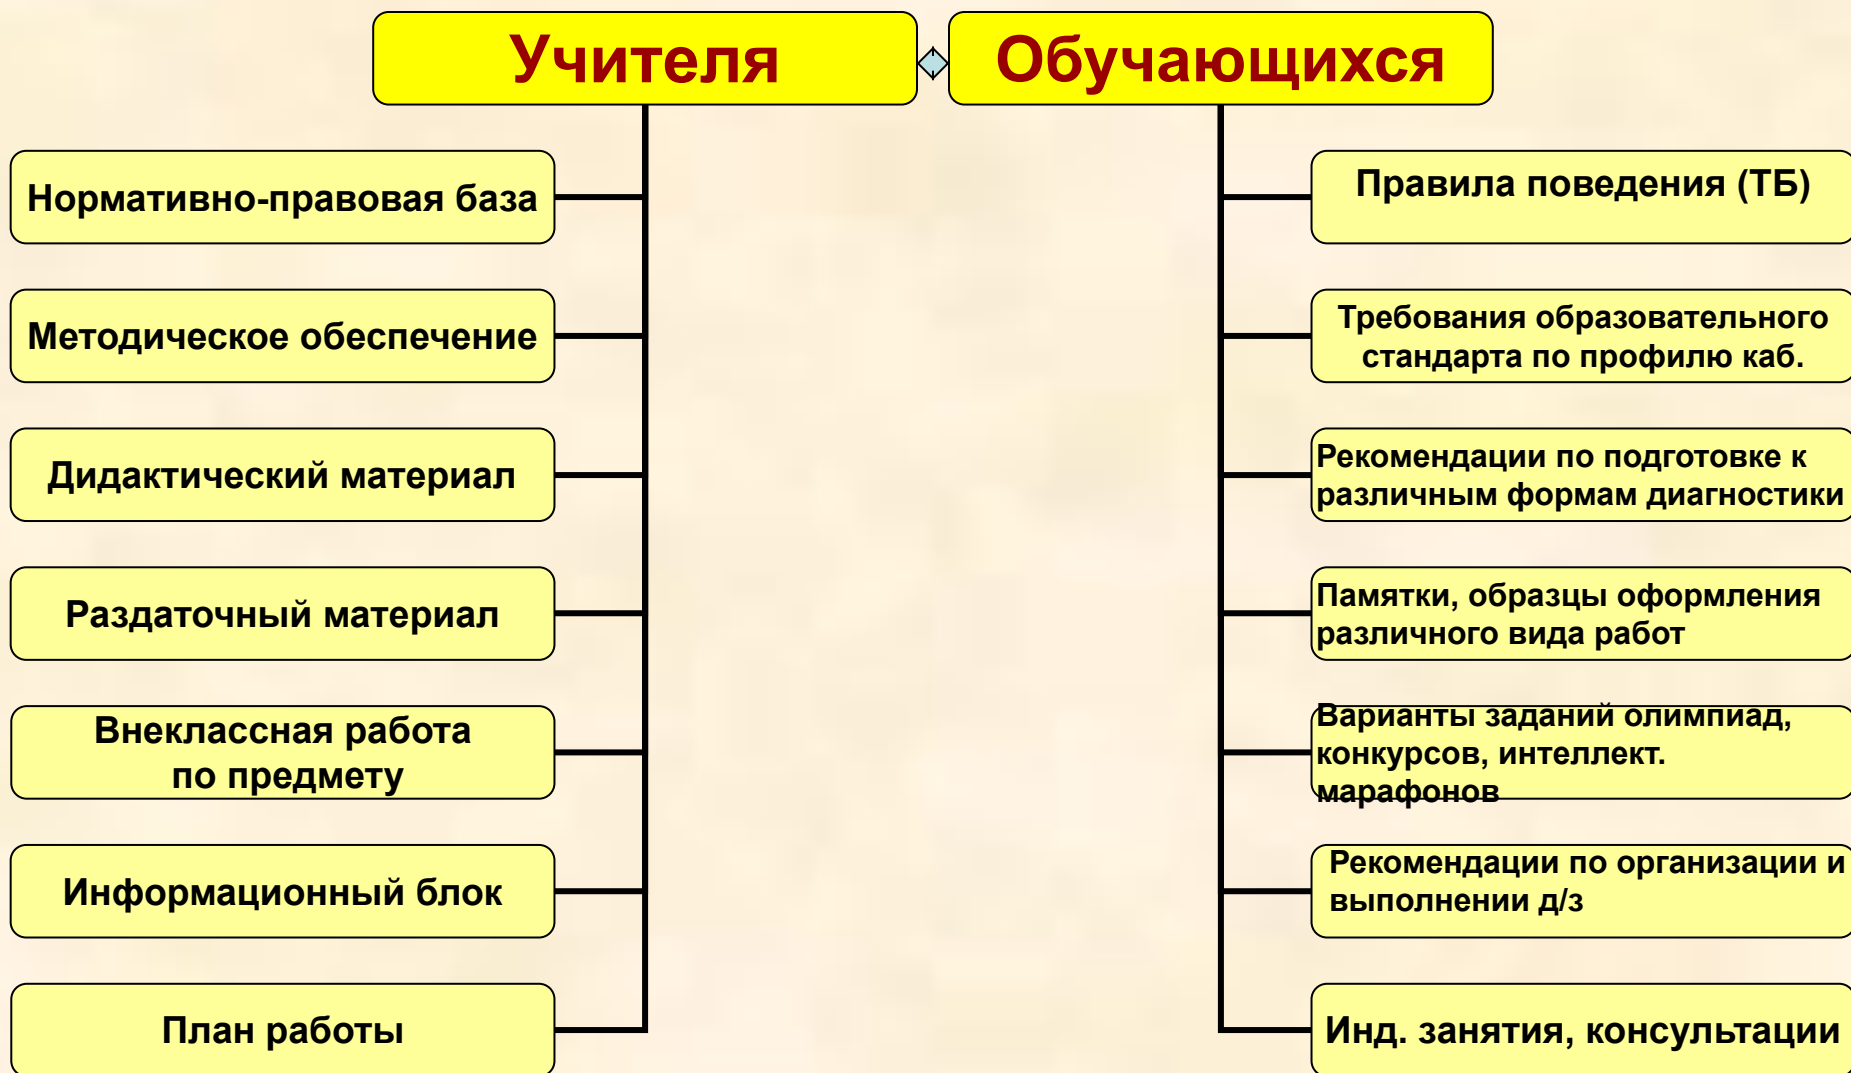 Учителя
Обучающихся
Нормативно-правовая база
Методическое обеспечение
Дидактический материал
Раздаточный материал
Внеклассная работа
по предмету
Информационный блок
План работы
Правила поведения (ТБ)
Требования образовательного
стандарта по профилю каб.
Рекомендации по подготовке к
различным формам диагностики
Памятки, образцы оформления
различного вида работ
Варианты заданий олимпиад,
конкурсов, интеллект.
марафонов
Рекомендации по организации и
выполнении д/з
Инд. занятия, консультации